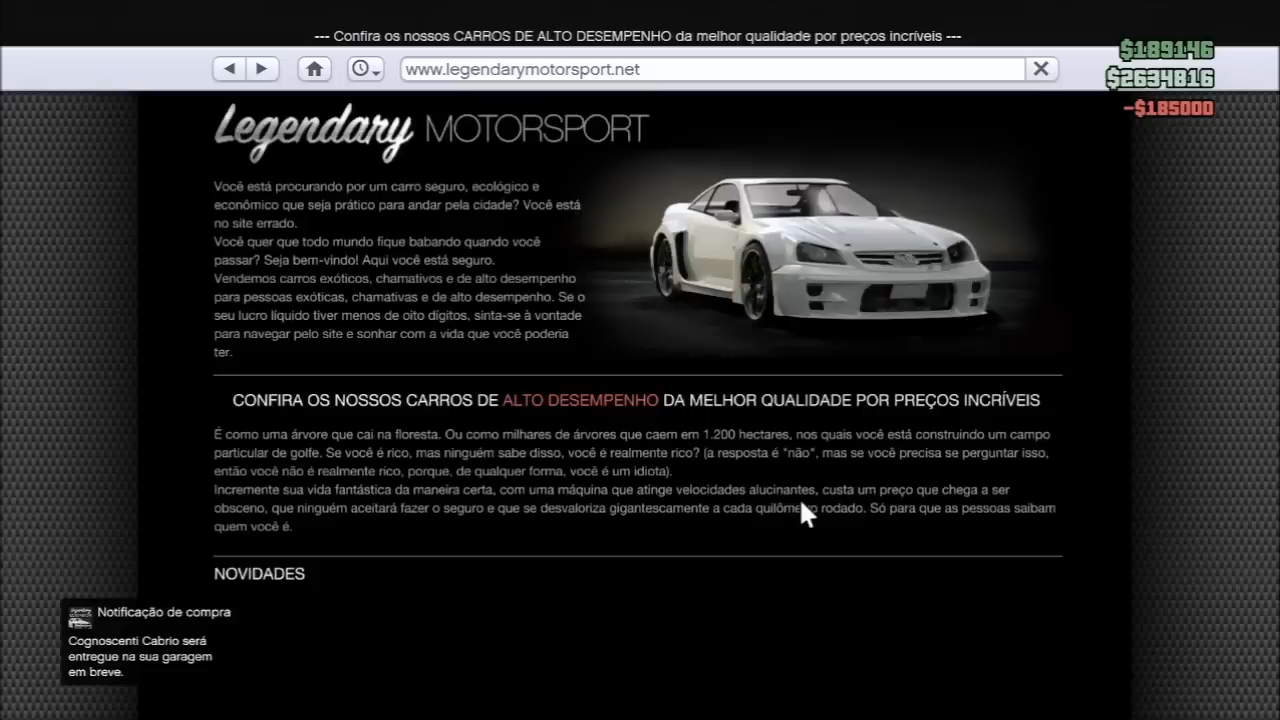 --- Confira os nossos CARROS DE ALTO DESEMPENHO da melhor qualidade por preços incríveis ---
$189146
www.legendarymotorsport.net
$2634816
-$185000
Legendary MOTORSPORT
Você está procurando por um carro seguro, ecológico e
econômico que seja prático para andar pela cidade? Você está
no site errado.
Você quer que todo mundo fique babando quando você
passar? Seja bem-vindo! Aqui você está seguro.
Vendemos carros exóticos, chamativos e de alto desempenho
para pessoas exóticas, chamativas e de alto desempenho. Se o
seu lucro líquido tiver menos de oito dígitos, sinta-se à vontade
para navegar pelo site e sonhar com a vida que você poderia
ter.
CONFIRA OS NOSSOS CARROS DE ALTO DESEMPENHO DA MELHOR QUALIDADE POR PREÇOS INCRÍVEIS
É como uma árvore que cai na floresta. Ou como milhares de árvores que caem em 1.200 hectares, nos quais você está construindo um campo
particular de golfe. Se você é rico, mas ninguém sabe disso, você é realmente rico? (a resposta é "não", mas se você precisa se perguntar isso,
então você não é realmente rico, porque, de qualquer forma, você é um idiota).
Incremente sua vida fantástica da maneira certa, com uma máquina que atinge velocidades alucinantes, custa um preço que chega a ser
obsceno, que ninguém aceitará fazer o seguro e que se desvaloriza gigantescamente a cada quilômetro rodado. Só para que as pessoas saibam
quem você é.
NOVIDADES
Notificação de compra
Cognoscenti Cabrio será
entregue na sua garagem
em breve.